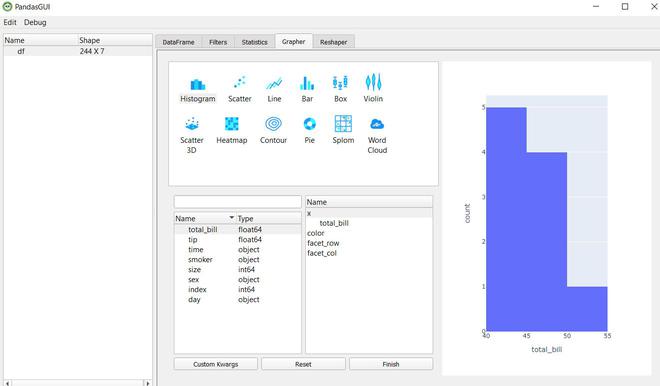 PandasGUI
Edit Debug
Name Shape
df 244 X 7
DataFrame Filters Statistics Grapher Reshaper
Histogram Scatter Line Bar Box Violin
Scatter 3D Heatmap Contour Pie Splom Word Cloud
Name Type
total_bill float64
tip float64
time object
smoker object
size int64
sex object
index int64
day object
Name
x
total_bill
color
facet_row
facet_col
Custom Kwargs Reset Finish
5
4
3
2
1
0
count
40 45 50 55
total_bill